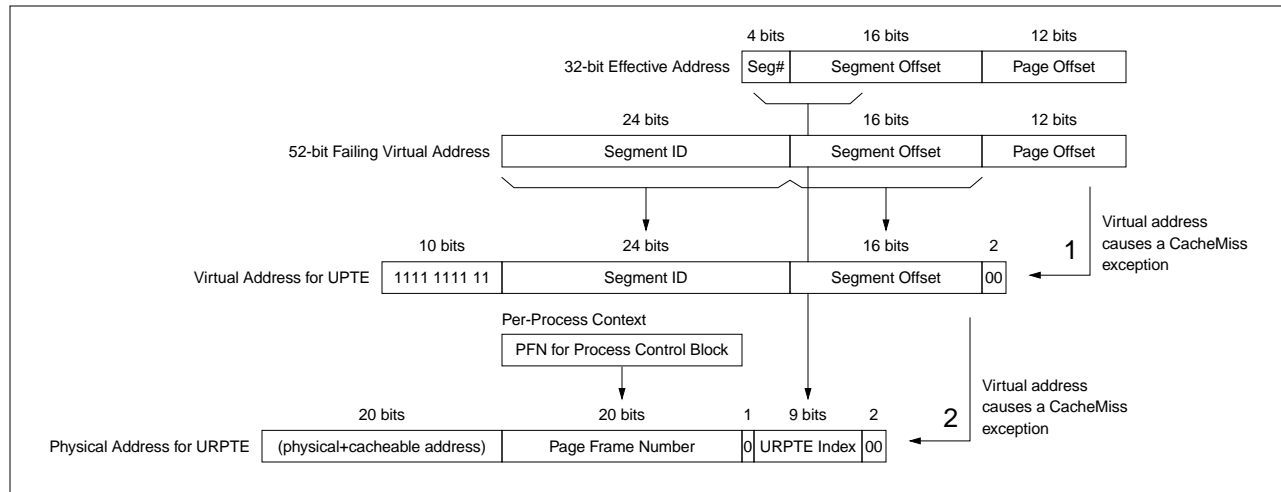 4 bits 16 bits 12 bits
32-bit Effective Address Seg# Segment Offset Page Offset
24 bits 16 bits 12 bits
52-bit Failing Virtual Address Segment ID Segment Offset Page Offset
Virtual address
causes a CacheMiss
exception
1
10 bits 24 bits 16 bits 2
Virtual Address for UPTE 1111 1111 11 Segment ID Segment Offset 00
Per-Process Context
PFN for Process Control Block
Virtual address
causes a CacheMiss
exception
2
20 bits 20 bits 1 9 bits 2
Physical Address for URPTE (physical+cacheable address) Page Frame Number 0 URPTE Index 00